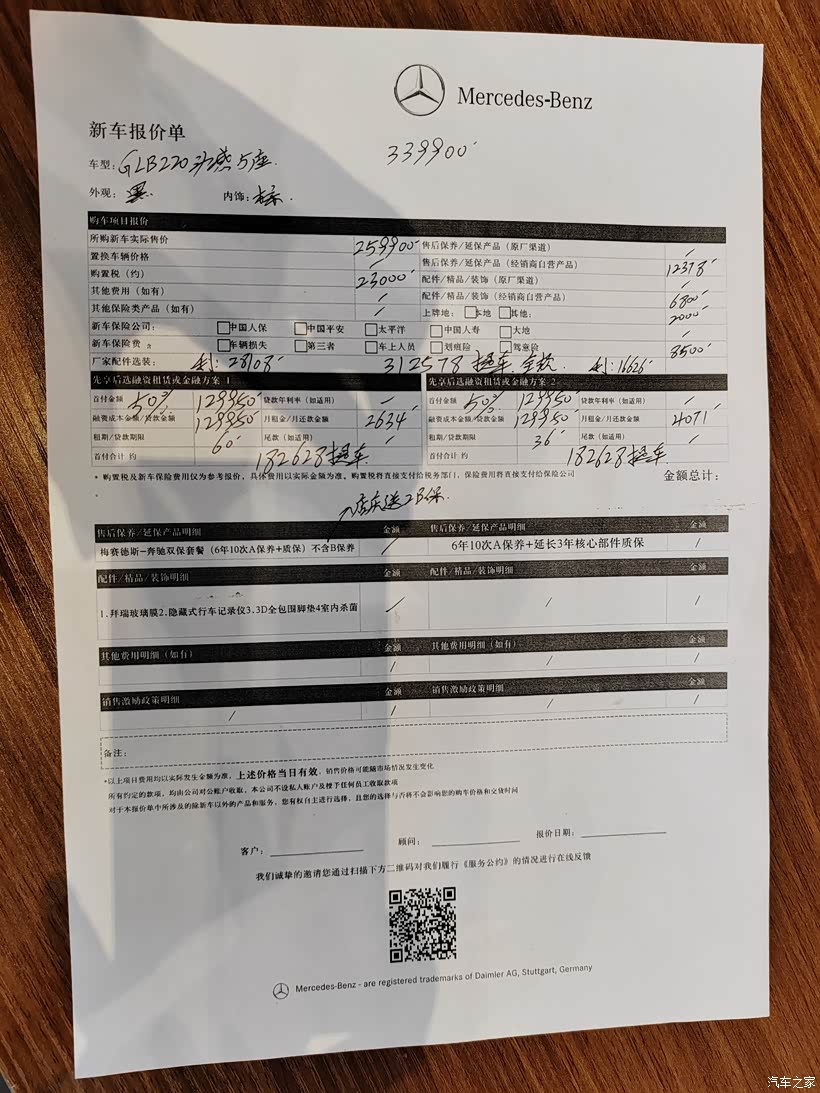 Mercedes-Benz
新车报价单
339900
车型: GLB220 动感 5座
外观: 黑 内饰: 棕
购车项目报价
所购新车实际售价 259900 售后保养/延保产品（原厂渠道） /
置换车辆价格 / 售后保养/延保产品（经销商自营产品） 12378
购置税（约） 23000 配件/精品/装饰（原厂渠道） /
其他费用（如有） / 配件/精品/装饰（经销商自营产品） 6800
其他保险类产品（如有） / 上牌地: 本地 其他: 2000
新车保险公司: 中国人保 中国平安 太平洋 中国人寿 大地 /
新车保险费 车辆损失 第三者 车上人员 划痕险 驾意险 8500
厂家配件选装: 利: 28108 312578 提车 全款 利: 16626
先享后选融资租赁或金融方案 1 先享后选融资租赁或金融方案 2
首付金额 50% 129950 贷款年利率（如适用） / 首付金额 50% 129950 贷款年利率（如适用） /
融资成本金额/贷款金额 129950 月租金/月还款额 2634 融资成本金额/贷款金额 129950 月租金/月还款额 4071
租期/贷款期限 60 尾款（如适用） / 租期/贷款期限 36 尾款（如适用） /
首付合计 约 182628 提车 首付合计 约 182628 提车
* 购置税及新车保险费用仅为参考报价，具体费用以实际金额为准。购置税将直接支付给税务部门，保险费用将直接支付给保险公司 金额总计:
店庆送2B保
售后保养/延保产品明细 金额 售后保养/延保产品明细 金额
梅赛德斯-奔驰双保套餐（6年10次A保养+质保）不含B保养 / 6年10次A保养+延长3年核心部件质保 /
配件/精品/装饰明细 金额 配件/精品/装饰明细 金额
1.拜瑞玻璃膜2.隐藏式行车记录仪3.3D全包围脚垫4室内杀菌 / / /
其他费用明细（如有） 金额 其他费用明细（如有） 金额
/ / /
销售激励政策明细 金额 销售激励政策明细 金额
/ / / /
备注:
*以上项目费用均以实际发生金额为准，上述价格当日有效，销售价格可能随市场情况发生变化
所有约定的款项，均由公司对公账户收取，本公司不设私人账户及授予任何员工收取款项
对于本报价单中所涉及的除新车以外的产品和服务，您有权自主进行选择，且您的选择与否将不会影响您的购车价格和交货时间
客户: 顾问: 报价日期:
我们诚挚的邀请您通过扫描下方二维码对我们履行《服务公约》的情况进行在线反馈
Mercedes-Benz - are registered trademarks of Daimler AG, Stuttgart, Germany
汽车之家